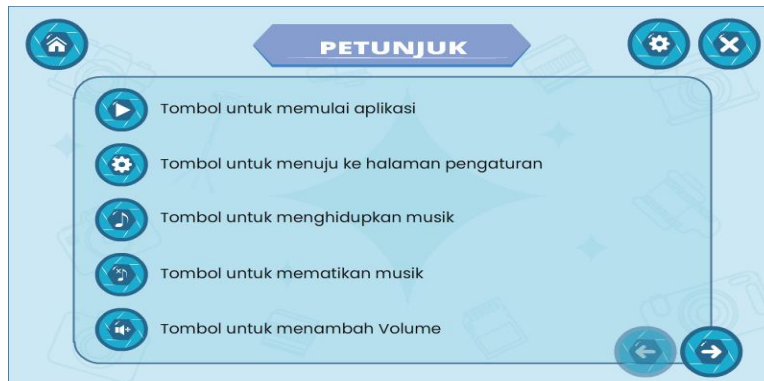 PETUNJUK
Tombol untuk memulai aplikasi
Tombol untuk menuju ke halaman pengaturan
Tombol untuk menghidupkan musik
Tombol untuk mematikan musik
Tombol untuk menambah Volume